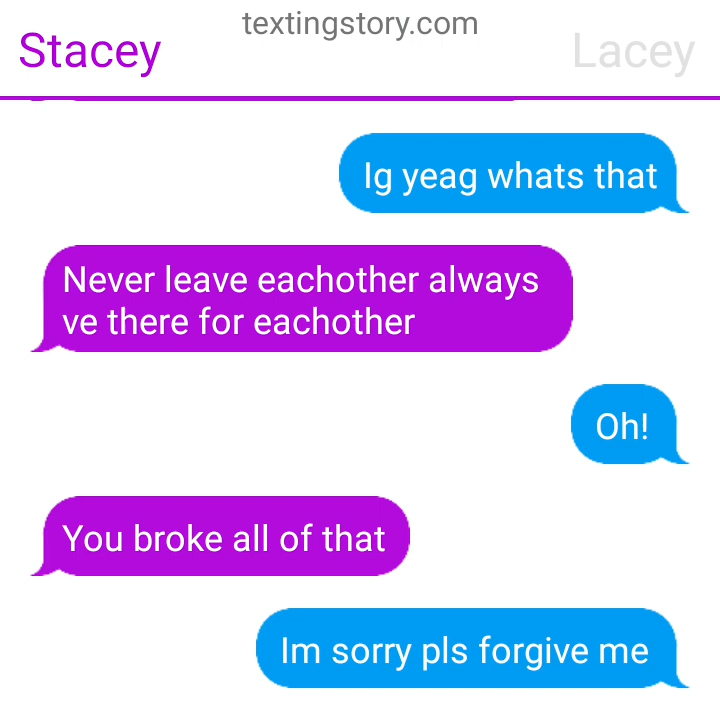 textingstory.com
Stacey
Lacey
Ig yeag whats that
Never leave eachother always
ve there for eachother
Oh!
You broke all of that
Im sorry pls forgive me